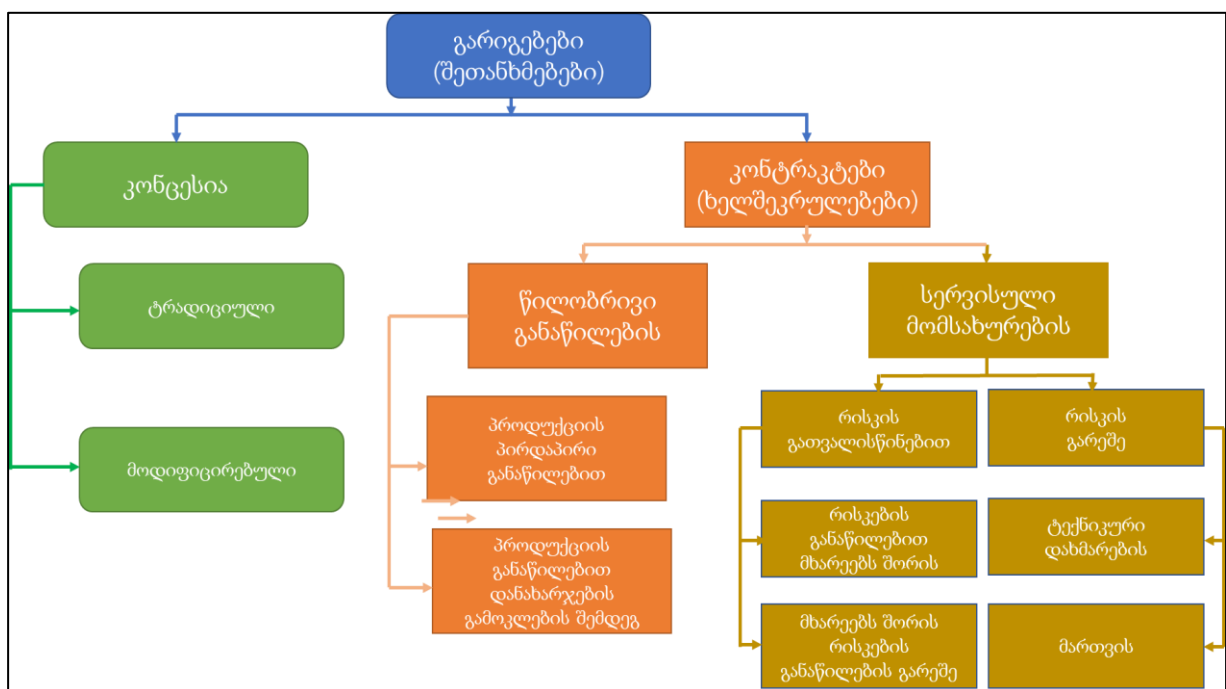 გარიგებები
(შეთანხმებები)
კონცესია
კონტრაქტები
(ხელშეკრულებები)
ტრადიციული
მოდიფიცირებული
წილობრივი
განაწილების
სერვისული
მომსახურების
პროდუქციის
პირდაპირი
განაწილებით
პროდუქციის
განაწილებით
დანახარჯების
გამოკლების შემდეგ
რისკის
გათვალისწინებით
რისკის
გარეშე
რისკების
განაწილებით
მხარეებს შორის
ტექნიკური
დახმარების
მხარეებს შორის
რისკების
განაწილების გარეშე
მართვის